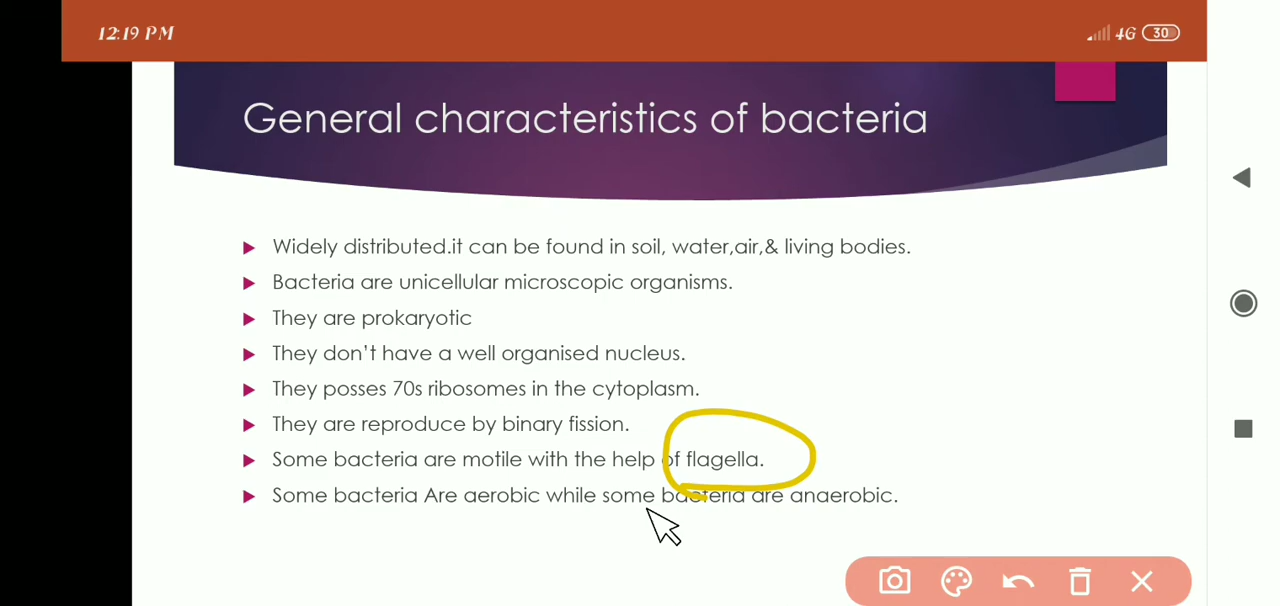 12:19 PM
4G 30
General characteristics of bacteria
Widely distributed.it can be found in soil, water,air,& living bodies.
Bacteria are unicellular microscopic organisms.
They are prokaryotic
They don't have a well organised nucleus.
They posses 70s ribosomes in the cytoplasm.
They are reproduce by binary fission.
Some bacteria are motile with the help of flagella.
Some bacteria Are aerobic while some bacteria are anaerobic.